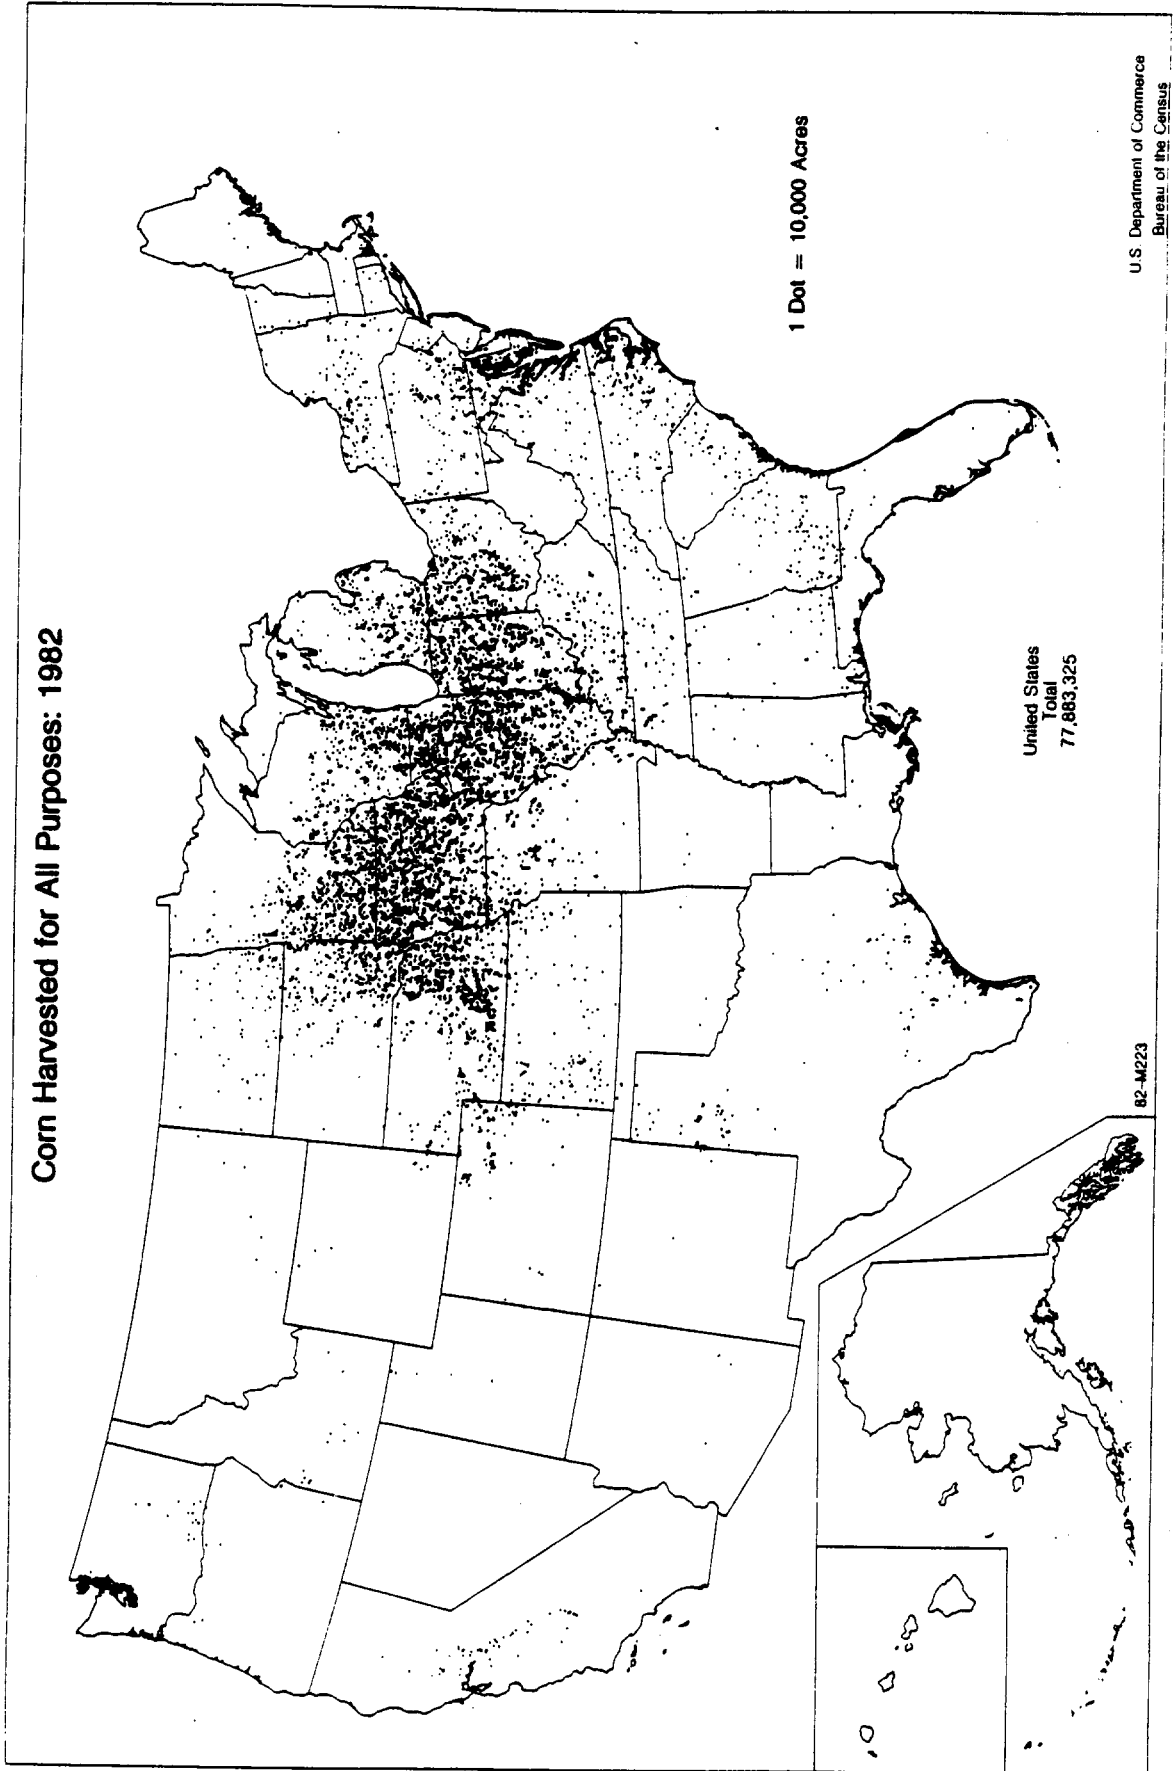 Corn Harvested for All Purposes: 1982
1 Dot = 10,000 Acres
United States
Total
77,883,325
82-M223
U.S. Department of Commerce
Bureau of the Census